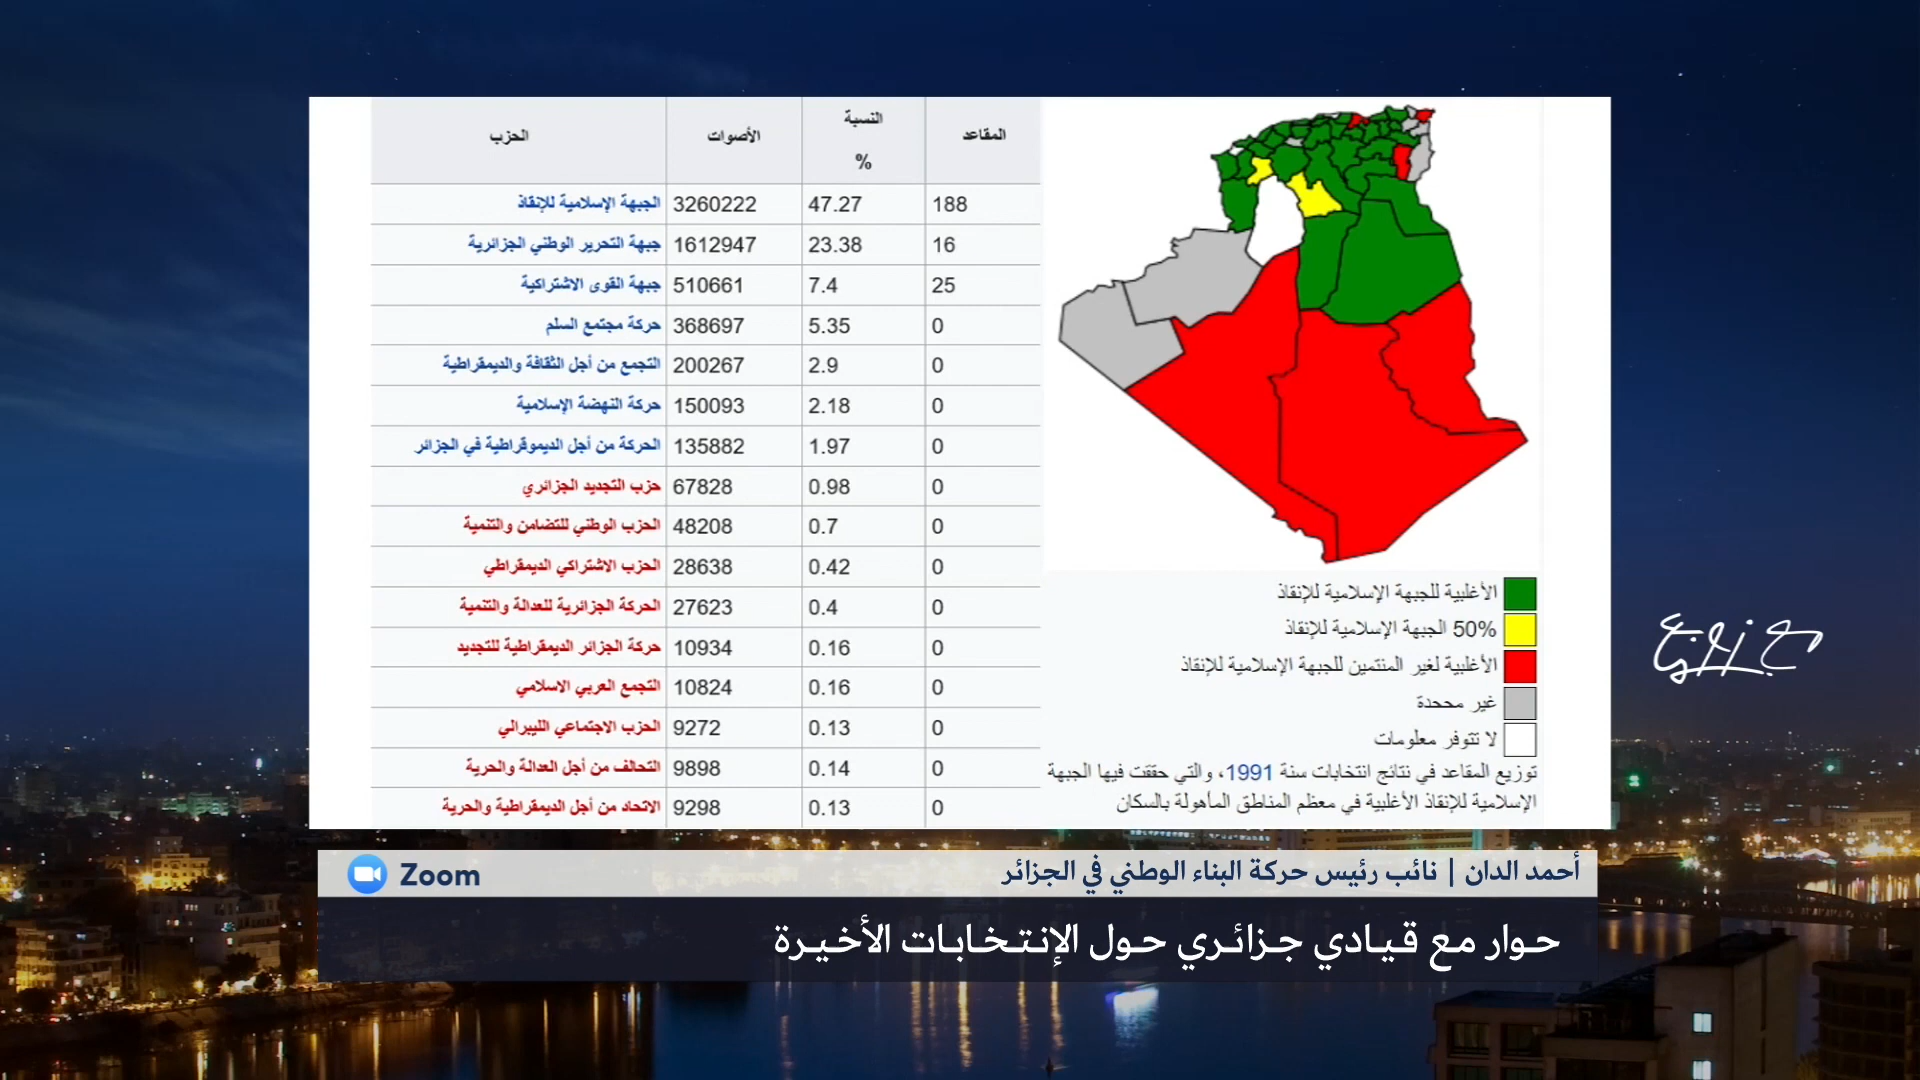 الحزب الأصوات النسبة % المقاعد
الجبهة الإسلامية للإنقاذ 3260222 47.27 188
جبهة التحرير الوطني الجزائرية 1612947 23.38 16
جبهة القوى الاشتراكية 510661 7.4 25
حركة مجتمع السلم 368697 5.35 0
التجمع من أجل الثقافة والديمقراطية 200267 2.9 0
حركة النهضة الإسلامية 150093 2.18 0
الحركة من أجل الديموقراطية في الجزائر 135882 1.97 0
حزب التجديد الجزائري 67828 0.98 0
الحزب الوطني للتضامن والتنمية 48208 0.7 0
الحزب الاشتراكي الديمقراطي 28638 0.42 0
الحركة الجزائرية للعدالة والتنمية 27623 0.4 0
حركة الجزائر الديمقراطية للتجديد 10934 0.16 0
التجمع العربي الاسلامي 10824 0.16 0
الحزب الاجتماعي الليبرالي 9272 0.13 0
التحالف من أجل العدالة والحرية 9898 0.14 0
الاتحاد من أجل الديمقراطية والحرية 9298 0.13 0
الأغلبية للجبهة الإسلامية للإنقاذ
50% الجبهة الإسلامية للإنقاذ
الأغلبية لغير المنتمين للجبهة الإسلامية للإنقاذ
غير محددة
لا تتوفر معلومات
توزيع المقاعد في نتائج انتخابات سنة 1991، والتي حققت فيها الجبهة
الإسلامية للإنقاذ الأغلبية في معظم المناطق المأهولة بالسكان
أحمد الدان | نائب رئيس حركة البناء الوطني في الجزائر
Zoom
حوار مع قيادي جزائري حول الإنتخابات الأخيرة